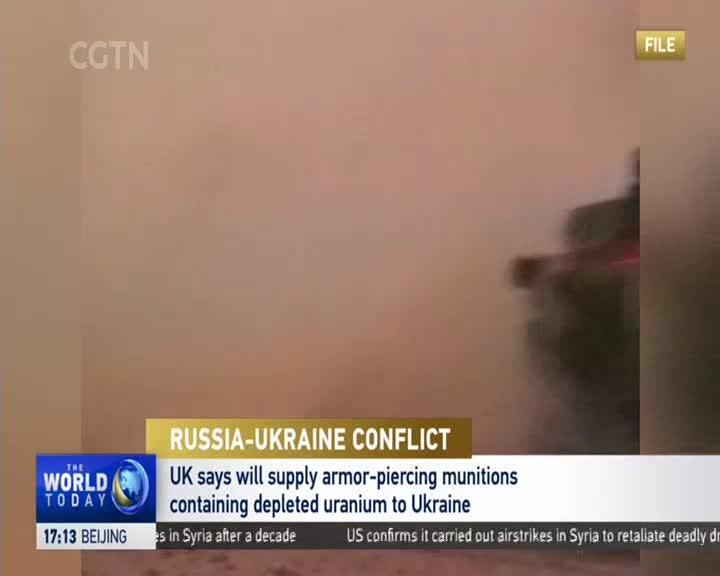 CGTN
FILE
RUSSIA-UKRAINE CONFLICT
THE
WORLD
TODAY
UK says will supply armor-piercing munitions
containing depleted uranium to Ukraine
17:13 BEIJING
in Syria after a decade
US confirms it carried out airstrikes in Syria to retaliate deadly